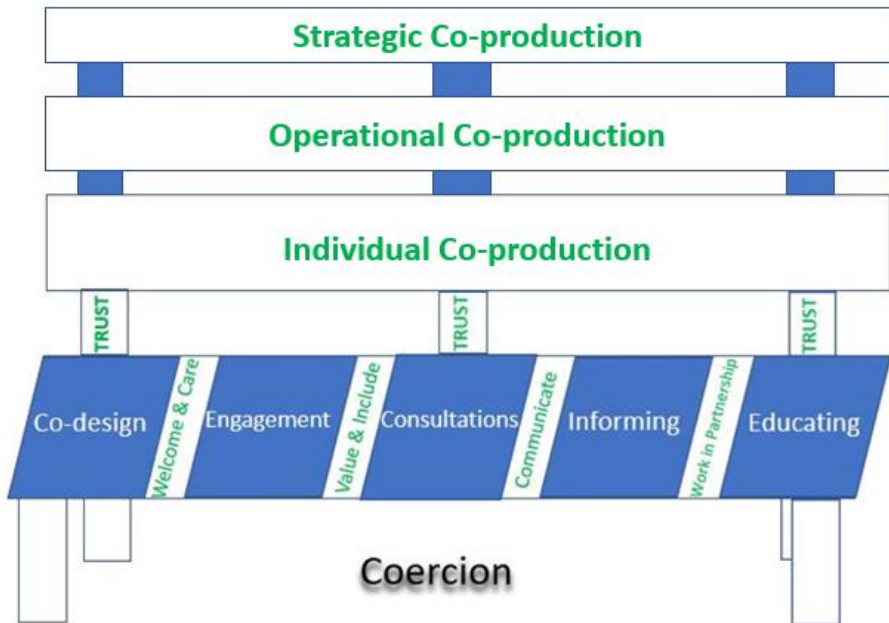 Strategic Co-production
Operational Co-production
Individual Co-production
TRUST
TRUST
TRUST
Co-design
Welcome & Care
Engagement
Value & Include
Consultations
Communicate
Informing
Work in Partnership
Educating
Coercion